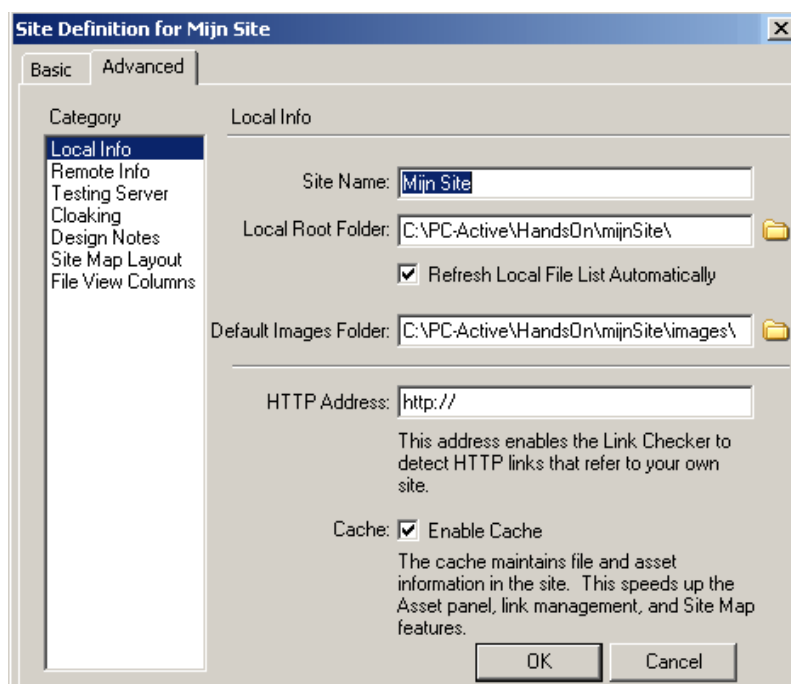 Site Definition for Mijn Site
Basic
Advanced
Category
Local Info
Remote Info
Testing Server
Cloaking
Design Notes
Site Map Layout
File View Columns
Local Info
Site Name: Mijn Site
Local Root Folder: C:\PC-Active\HandsOn\mijnSite\
Refresh Local File List Automatically
Default Images Folder: C:\PC-Active\HandsOn\mijnSite\images\
HTTP Address: http://
This address enables the Link Checker to
detect HTTP links that refer to your own
site.
Cache: Enable Cache
The cache maintains file and asset
information in the site. This speeds up the
Asset panel, link management, and Site Map
features.
OK
Cancel